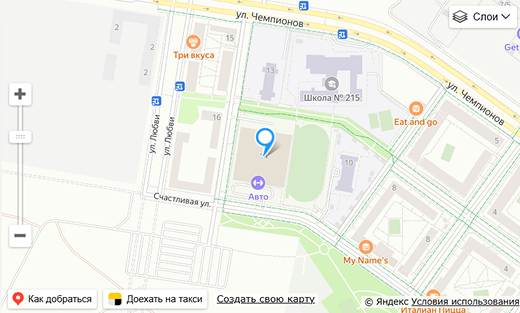 ул. Чемпионов
Слои
2
15
Три вкуса
2
13
Школа № 215
Get
ул. Чемпионов
Eat and go
ул. Любви
ул. Любви
16
9
10
Авто
8
Счастливая ул.
My Name's
Как добраться
Доехать на такси
Создать свою карту
© Яндекс Условия использования
Италиан Пицца